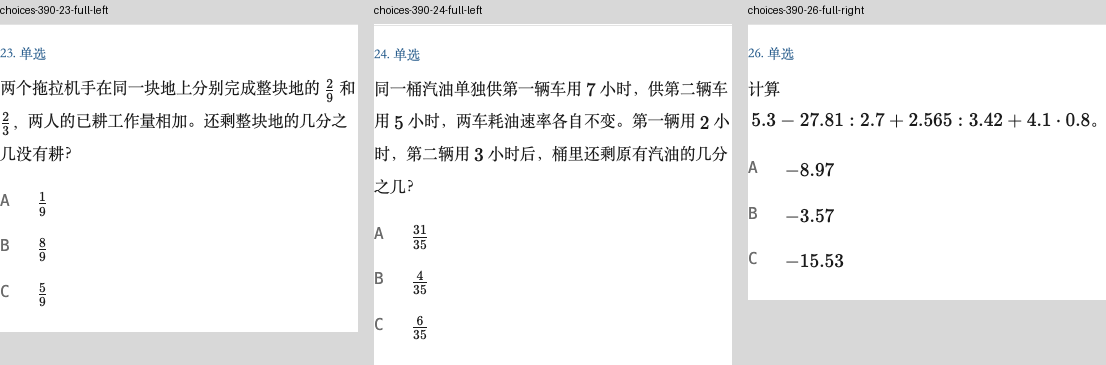 choices-390-23-full-left
23. 单选
两个拖拉机手在同一块地上分别完成整块地的 2/9 和
2/3，两人的已耕工作量相加。还剩整块地的几分之
几没有耕?
A 1/9
B 8/9
C 5/9
choices-390-24-full-left
24. 单选
同一桶汽油单独供第一辆车用 7 小时，供第二辆车
用 5 小时，两车耗油速率各自不变。第一辆用 2 小
时，第二辆用 3 小时后，桶里还剩原有汽油的几分
之几?
A 31/35
B 4/35
C 6/35
choices-390-26-full-right
26. 单选
计算
5.3 − 27.81 : 2.7 + 2.565 : 3.42 + 4.1 · 0.8。
A −8.97
B −3.57
C −15.53